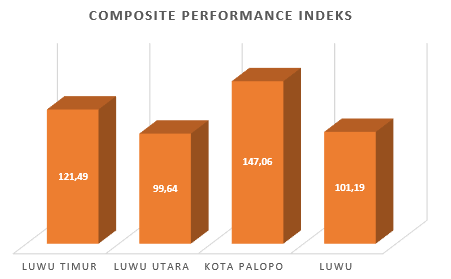 COMPOSITE PERFORMANCE INDEKS
121,49
99,64
147,06
101,19
LUWU TIMUR
LUWU UTARA
KOTA PALOPO
LUWU